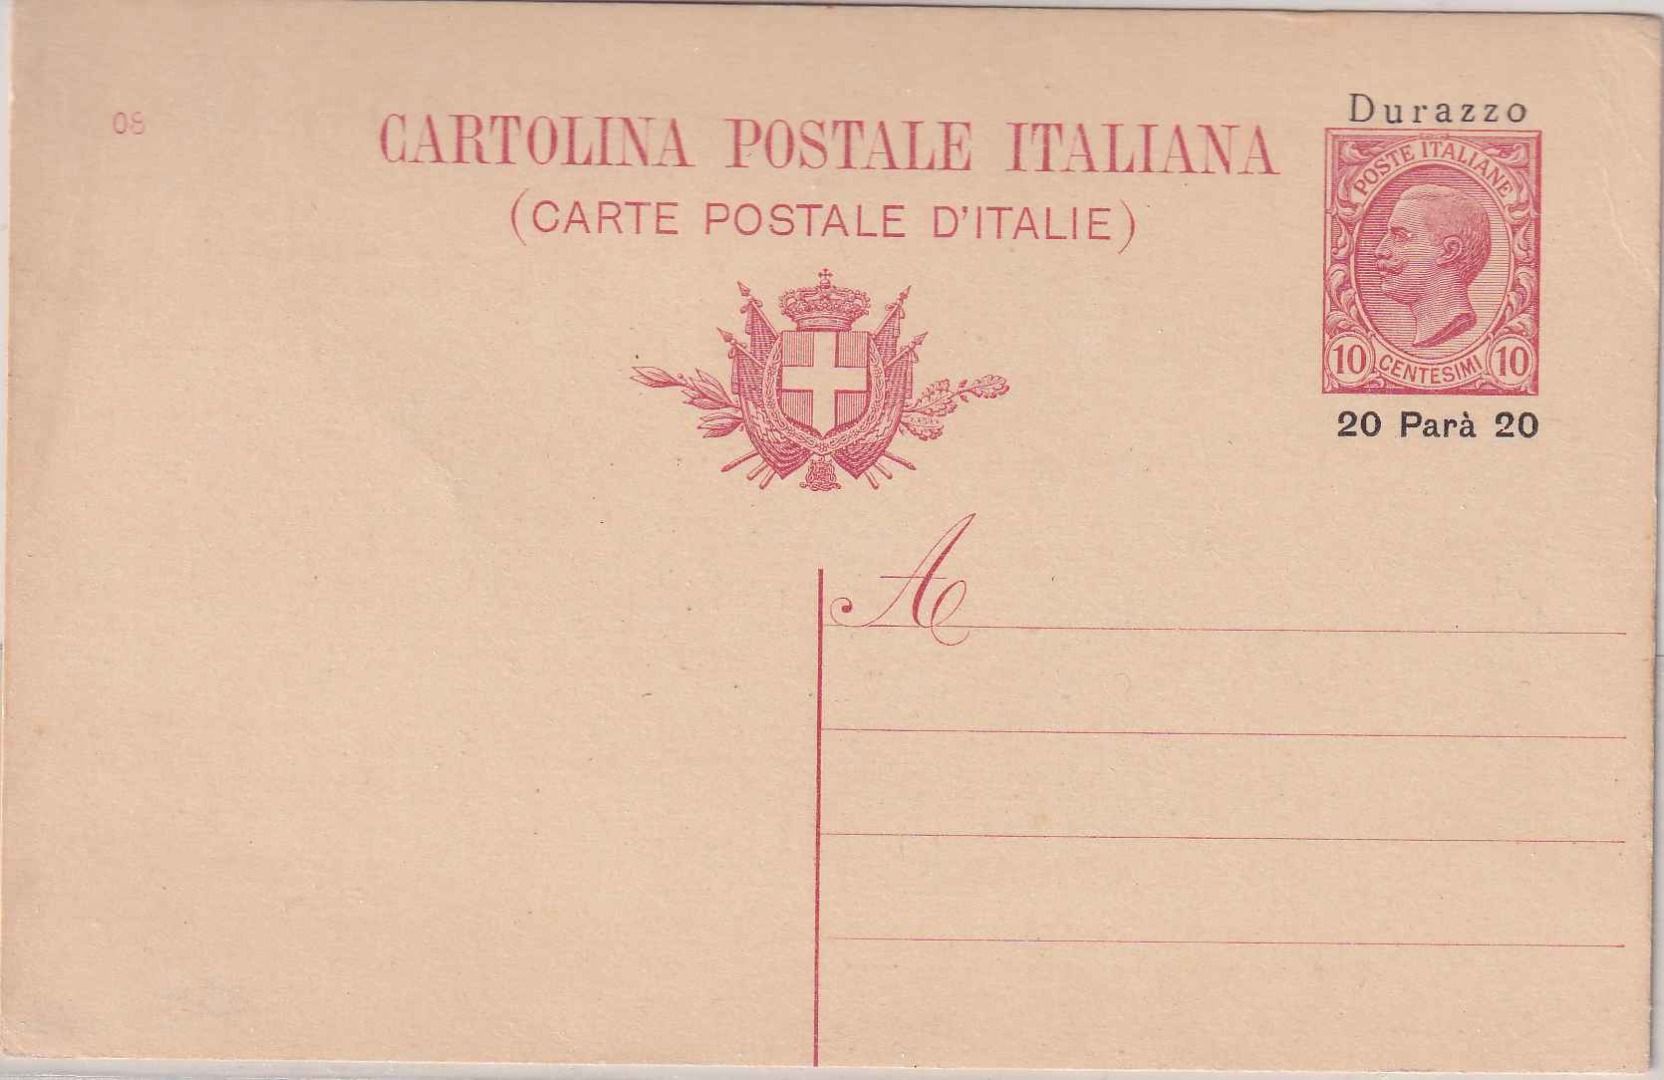 08
Durazzo
CARTOLINA POSTALE ITALIANA
(CARTE POSTALE D'ITALIE)
POSTE ITALIANE
10 CENTESIMI 10
20 Parà 20
A